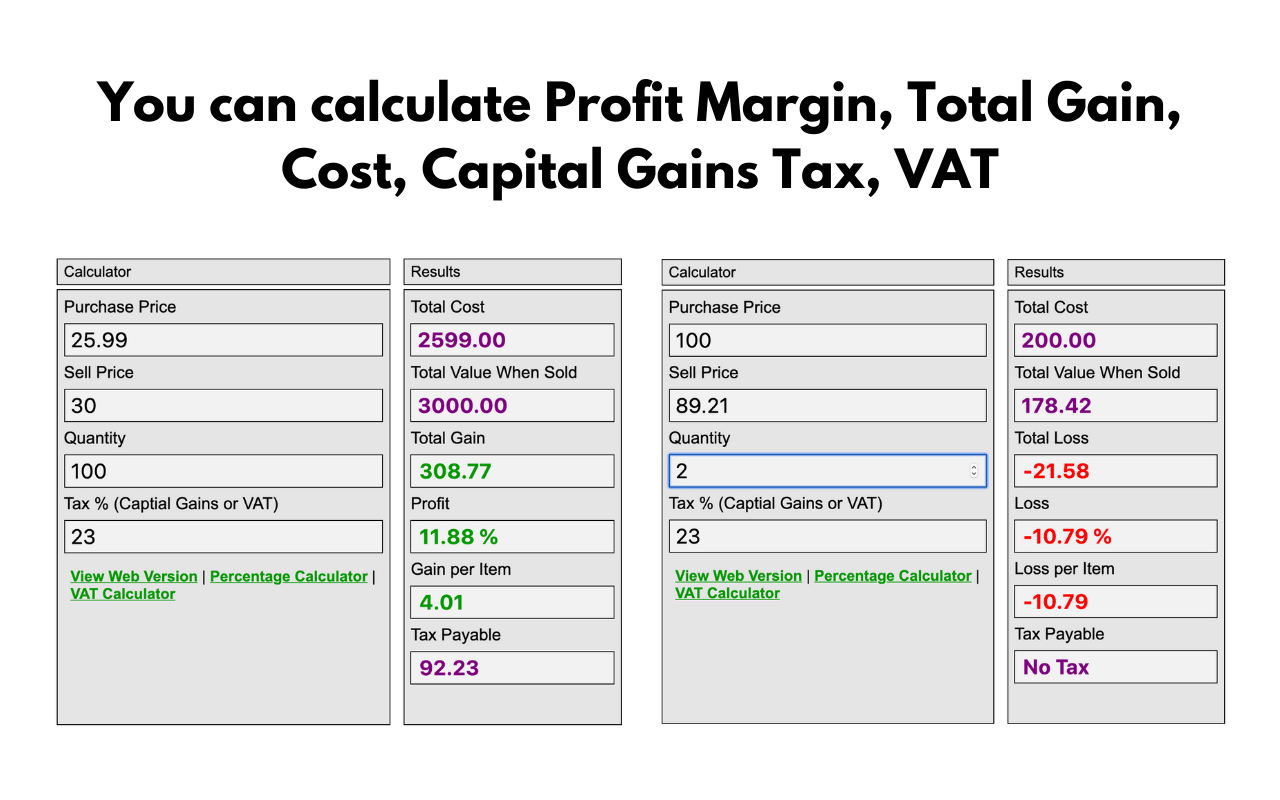 You can calculate Profit Margin, Total Gain,
Cost, Capital Gains Tax, VAT
Calculator
Purchase Price
25.99
Sell Price
30
Quantity
100
Tax % (Captial Gains or VAT)
23
View Web Version | Percentage Calculator |
VAT Calculator
Results
Total Cost
2599.00
Total Value When Sold
3000.00
Total Gain
308.77
Profit
11.88 %
Gain per Item
4.01
Tax Payable
92.23
Calculator
Purchase Price
100
Sell Price
89.21
Quantity
2
Tax % (Captial Gains or VAT)
23
View Web Version | Percentage Calculator |
VAT Calculator
Results
Total Cost
200.00
Total Value When Sold
178.42
Total Loss
-21.58
Loss
-10.79 %
Loss per Item
-10.79
Tax Payable
No Tax